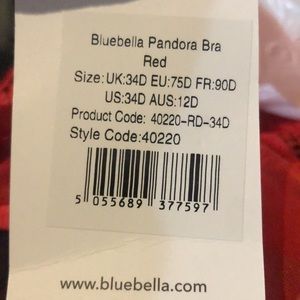 Bluebella Pandora Bra
Red
Size: UK:34D EU:75D FR:90D
US:34D AUS:12D
Product Code: 40220-RD-34D
Style Code:40220
5 055689 377597
www.bluebella.com